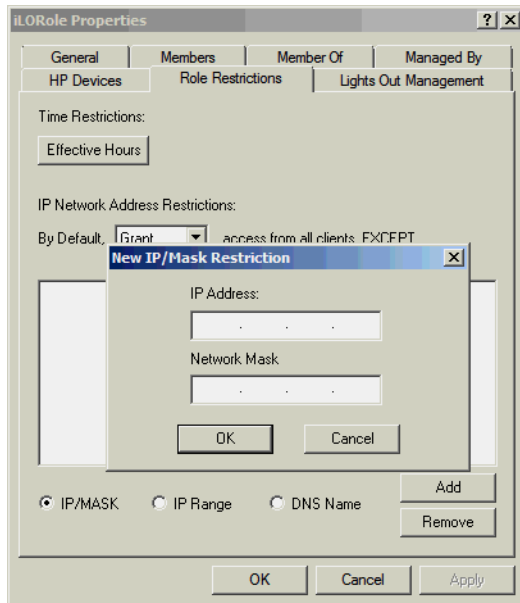 iLORole Properties
General
Members
Member Of
Managed By
HP Devices
Role Restrictions
Lights Out Management
Time Restrictions:
Effective Hours
IP Network Address Restrictions:
By Default, Grant access from all clients, EXCEPT
New IP/Mask Restriction
IP Address:
Network Mask
OK
Cancel
IP/MASK
IP Range
DNS Name
Add
Remove
OK
Cancel
Apply